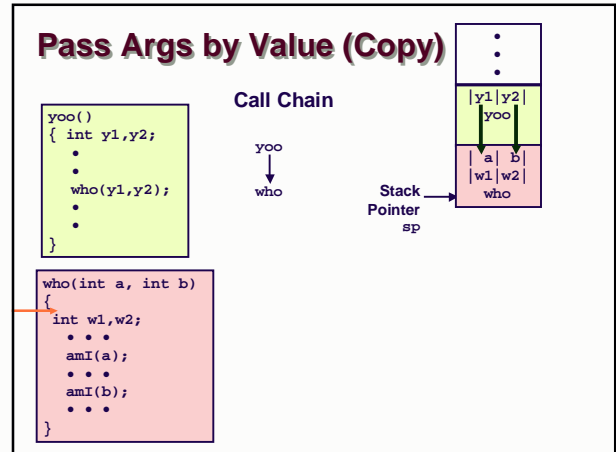 Pass Args by Value (Copy)
yoo()
{ int y1,y2;
•
•
who(y1,y2);
•
•
}
who(int a, int b)
{
int w1,w2;
• • •
amI(a);
• • •
amI(b);
• • •
}
Call Chain
yoo
who
•
•
•
|y1|y2|
yoo
| a| b|
|w1|w2|
who
Stack
Pointer
sp